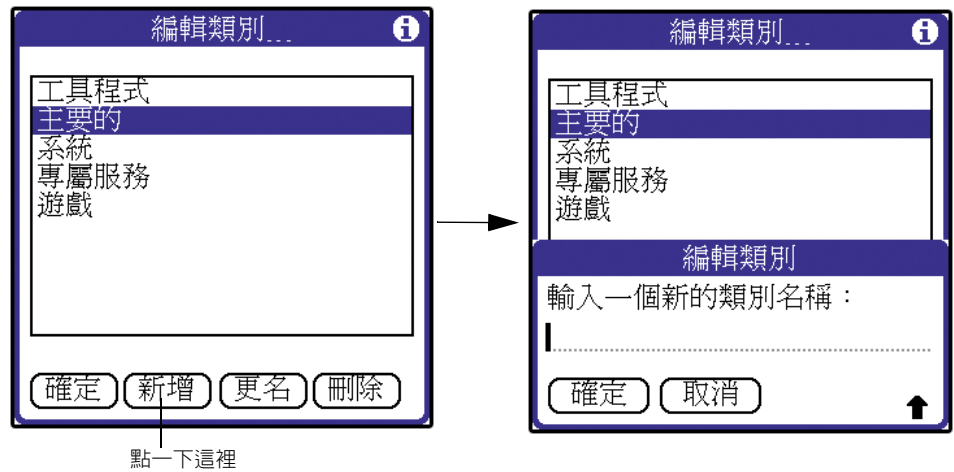 編輯類別...
工具程式
主要的
系統
專屬服務
遊戲
確定 新增 更名 刪除
點一下這裡
編輯類別...
工具程式
主要的
系統
專屬服務
遊戲
編輯類別
輸入一個新的類別名稱：
確定 取消